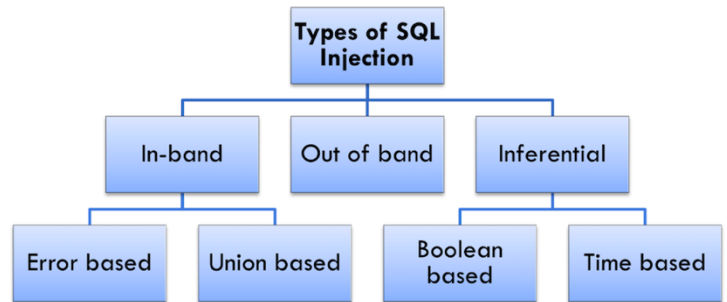 Types of SQL
Injection
In-band
Out of band
Inferential
Error based
Union based
Boolean
based
Time based